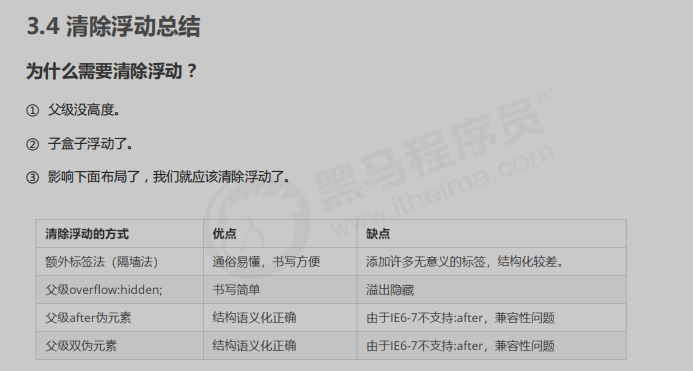 3.4 清除浮动总结
为什么需要清除浮动？
① 父级没高度。
② 子盒子浮动了。
③ 影响下面布局了，我们就应该清除浮动了。
黑马程序员™
www.itheima.com
清除浮动的方式 优点 缺点
额外标签法（隔墙法） 通俗易懂，书写方便 添加许多无意义的标签，结构化较差。
父级overflow:hidden; 书写简单 溢出隐藏
父级after伪元素 结构语义化正确 由于IE6-7不支持:after，兼容性问题
父级双伪元素 结构语义化正确 由于IE6-7不支持:after，兼容性问题